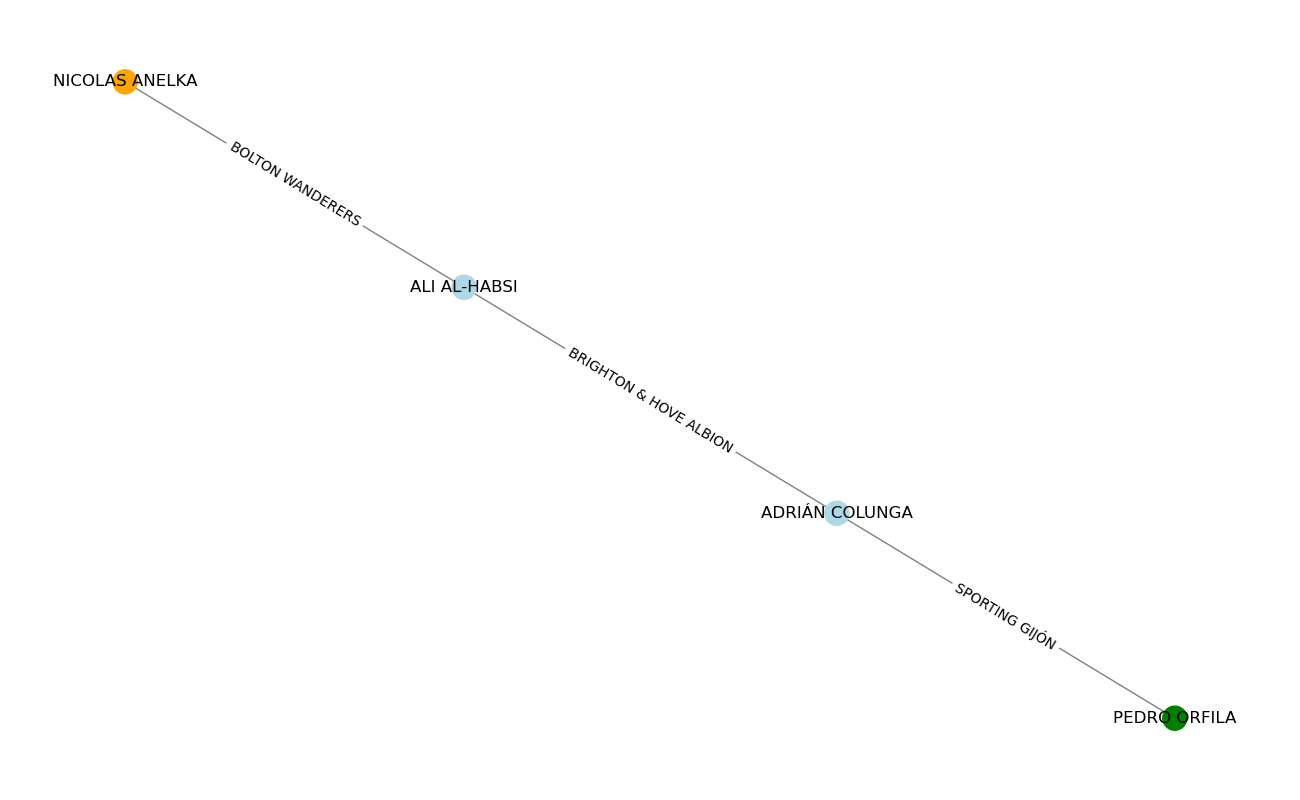 NICOLAS ANELKA
BOLTON WANDERERS
ALI AL-HABSI
BRIGHTON & HOVE ALBION
ADRIÁN COLUNGA
SPORTING GIJÓN
PEDRO ORFILA